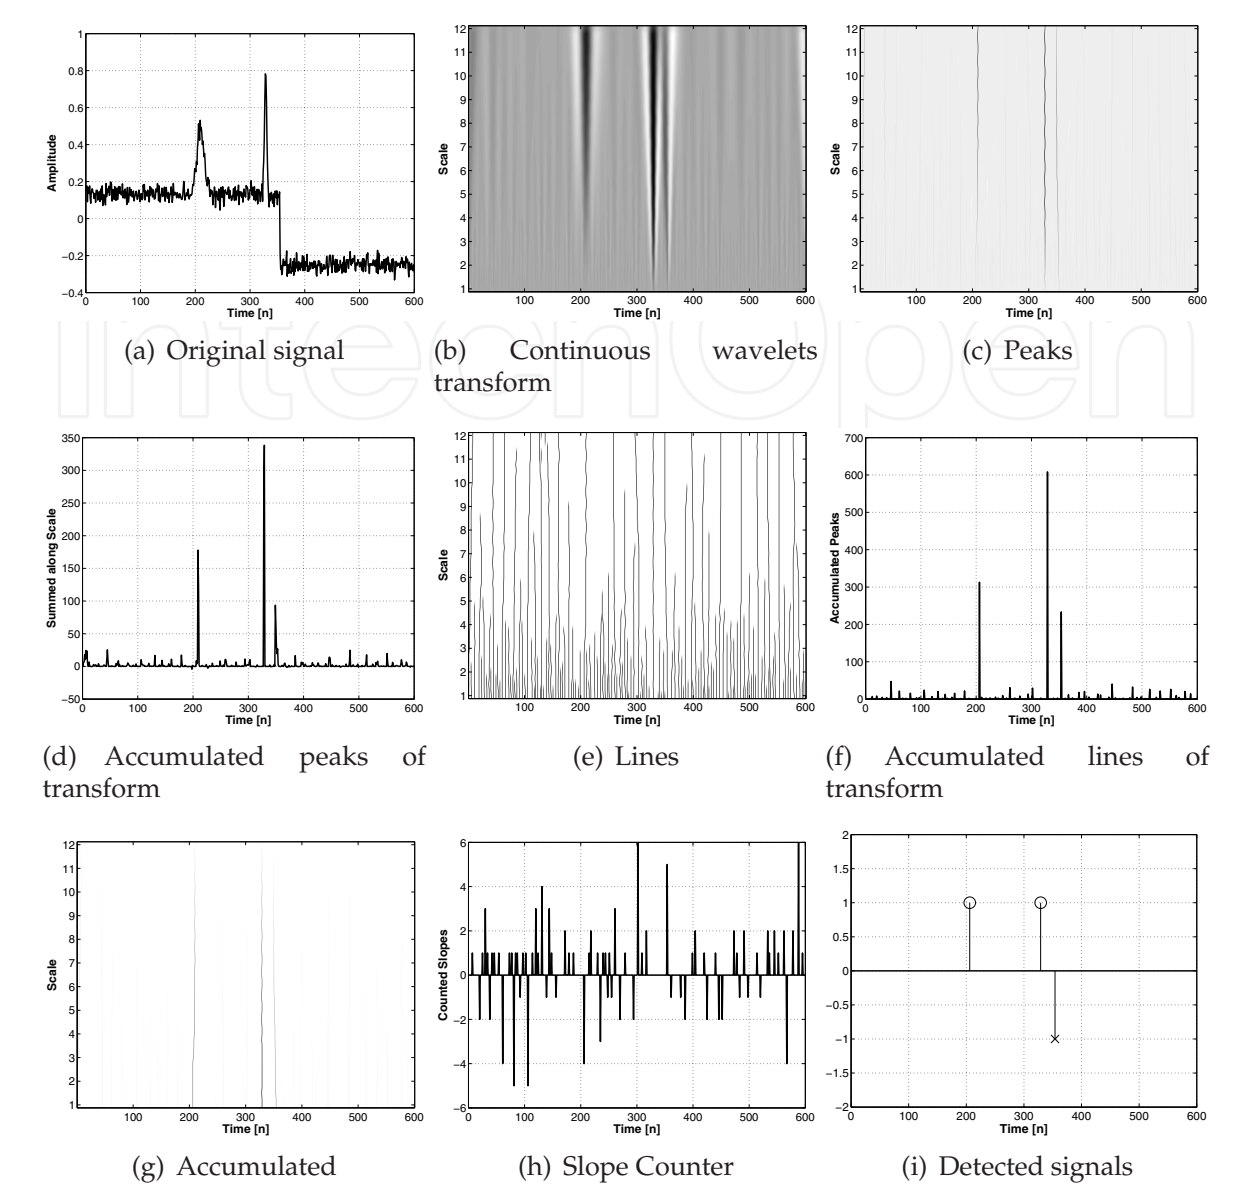 1
0.8
0.6
0.4
0.2
0
−0.2
−0.4
Amplitude
0 100 200 300 400 500 600
Time [n]
(a) Original signal
12
11
10
9
8
7
6
5
4
3
2
1
Scale
100 200 300 400 500 600
Time [n]
(b) Continuous wavelets
transform
12
11
10
9
8
7
6
5
4
3
2
1
Scale
100 200 300 400 500 600
Time [n]
(c) Peaks
IntechOpen
350
300
250
200
150
100
50
0
−50
Summed along Scale
0 100 200 300 400 500 600
Time [n]
(d) Accumulated peaks of
transform
12
11
10
9
8
7
6
5
4
3
2
1
Scale
100 200 300 400 500 600
Time [n]
(e) Lines
700
600
500
400
300
200
100
0
Accumulated Peaks
0 100 200 300 400 500 600
Time [n]
(f) Accumulated lines of
transform
12
11
10
9
8
7
6
5
4
3
2
1
Scale
100 200 300 400 500 600
Time [n]
(g) Accumulated
6
4
2
0
−2
−4
−6
Counted Slopes
0 100 200 300 400 500 600
Time [n]
(h) Slope Counter
2
1.5
1
0.5
0
−0.5
−1
−1.5
−2
0 100 200 300 400 500 600
Time [n]
(i) Detected signals